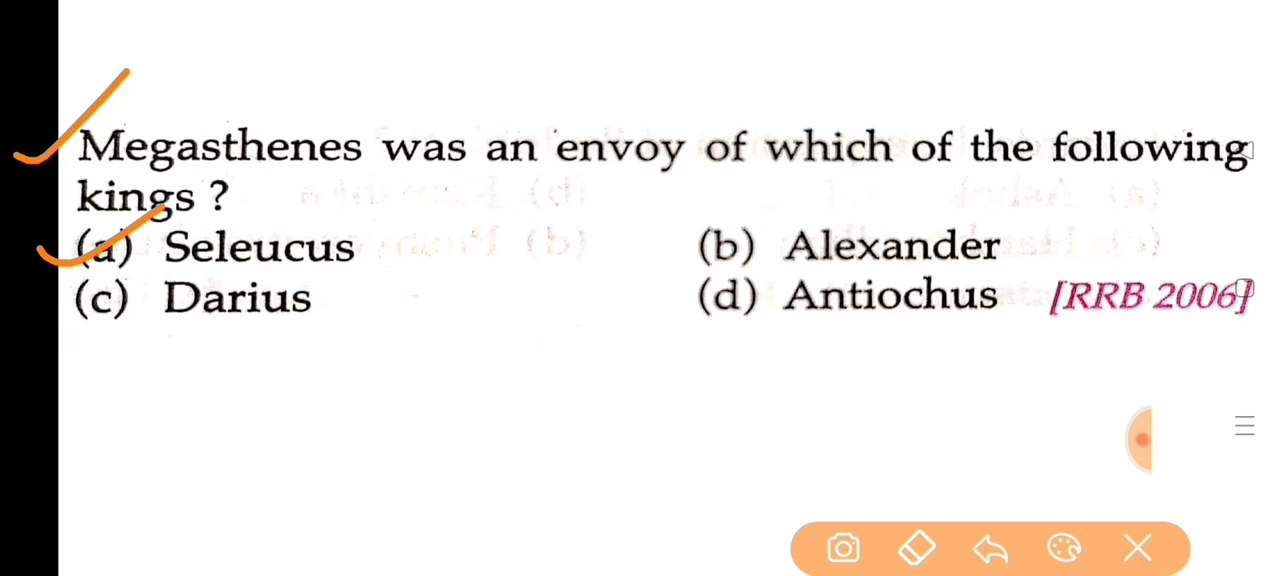 Megasthenes was an envoy of which of the following
kings ?
(a) Seleucus (b) Alexander
(c) Darius (d) Antiochus [RRB 2006]